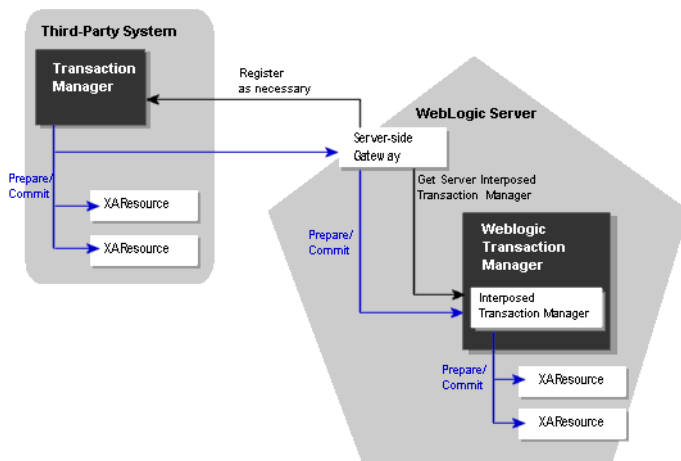 Third-Party System
Transaction
Manager
Prepare/
Commit
XAResource
XAResource
Register
as necessary
WebLogic Server
Server-side
Gateway
Get Server Interposed
Transaction Manager
Prepare/
Commit
Weblogic
Transaction
Manager
Interposed
Transaction Manager
Prepare/
Commit
XAResource
XAResource